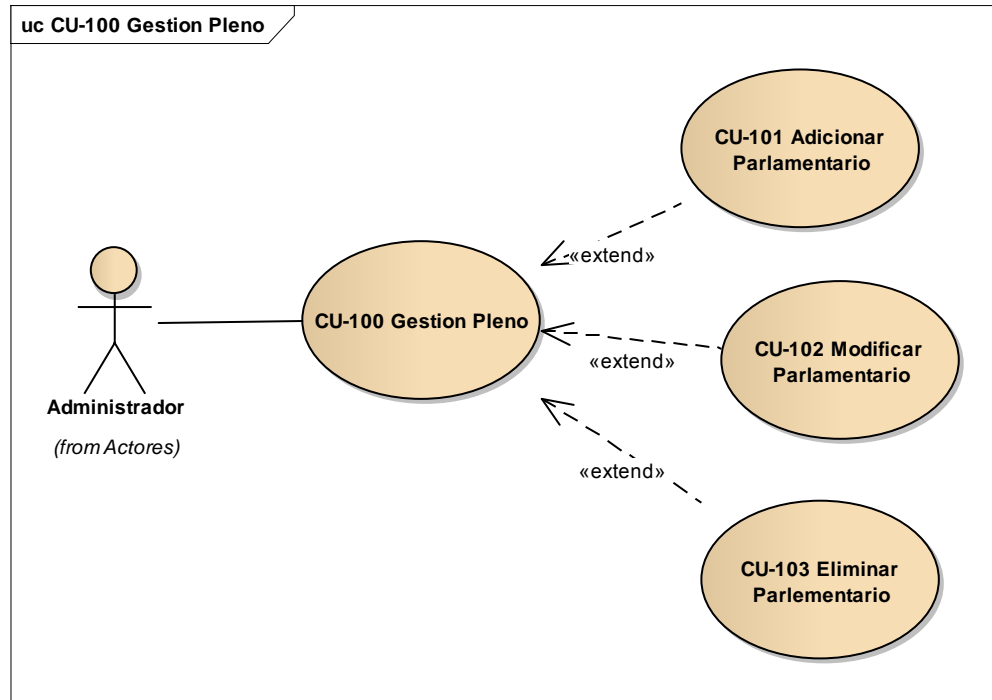 uc CU-100 Gestion Pleno
CU-101 Adicionar
Parlamentario
«extend»
CU-100 Gestion Pleno
CU-102 Modificar
Parlamentario
«extend»
Administrador
(from Actores)
«extend»
CU-103 Eliminar
Parlementario